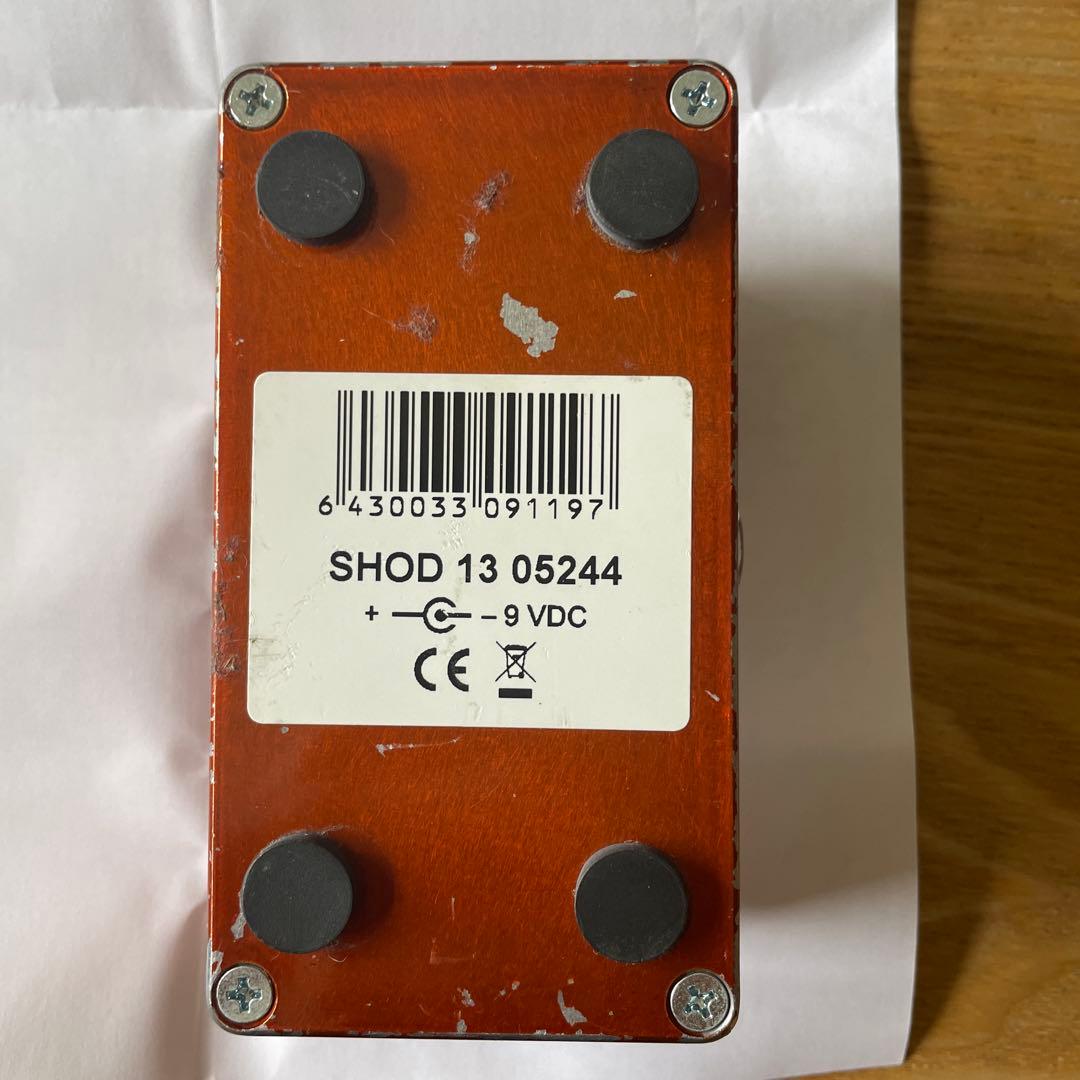 6 430033 091197
SHOD 13 05244
+ – 9 VDC
CE